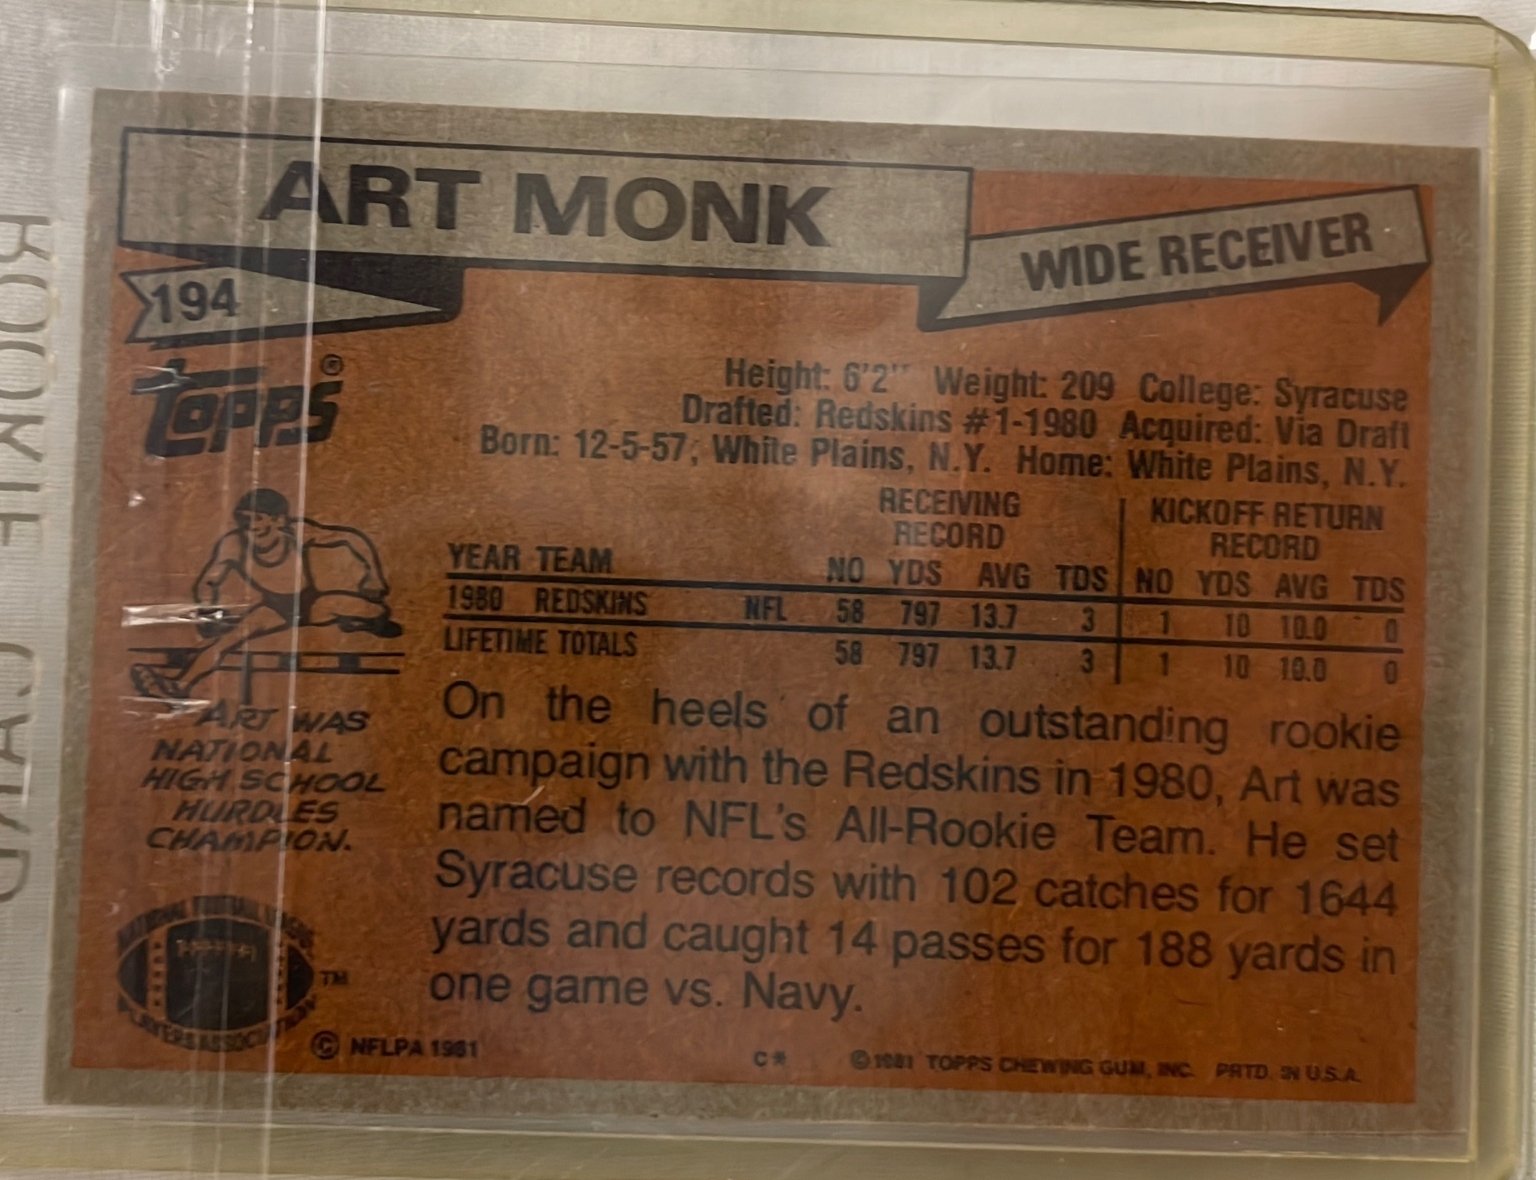 ART MONK
WIDE RECEIVER
194
Topps®
Height: 6'2" Weight: 209 College: Syracuse
Drafted: Redskins #1-1980 Acquired: Via Draft
Born: 12-5-57; White Plains, N.Y. Home: White Plains, N.Y.
RECEIVING RECORD KICKOFF RETURN RECORD
YEAR TEAM NO YDS AVG TDS NO YDS AVG TDS
1980 REDSKINS NFL 58 797 13.7 3 1 10 10.0 0
LIFETIME TOTALS 58 797 13.7 3 1 10 10.0 0
ART WAS
NATIONAL
HIGH SCHOOL
HURDLES
CHAMPION.
On the heels of an outstanding rookie
campaign with the Redskins in 1980, Art was
named to NFL's All-Rookie Team. He set
Syracuse records with 102 catches for 1644
yards and caught 14 passes for 188 yards in
one game vs. Navy.
NATIONAL FOOTBALL LEAGUE
PLAYERS ASSOCIATION
TM
© NFLPA 1981
C* © 1981 TOPPS CHEWING GUM, INC. PRTD. IN U.S.A.
ROOKIE CARD